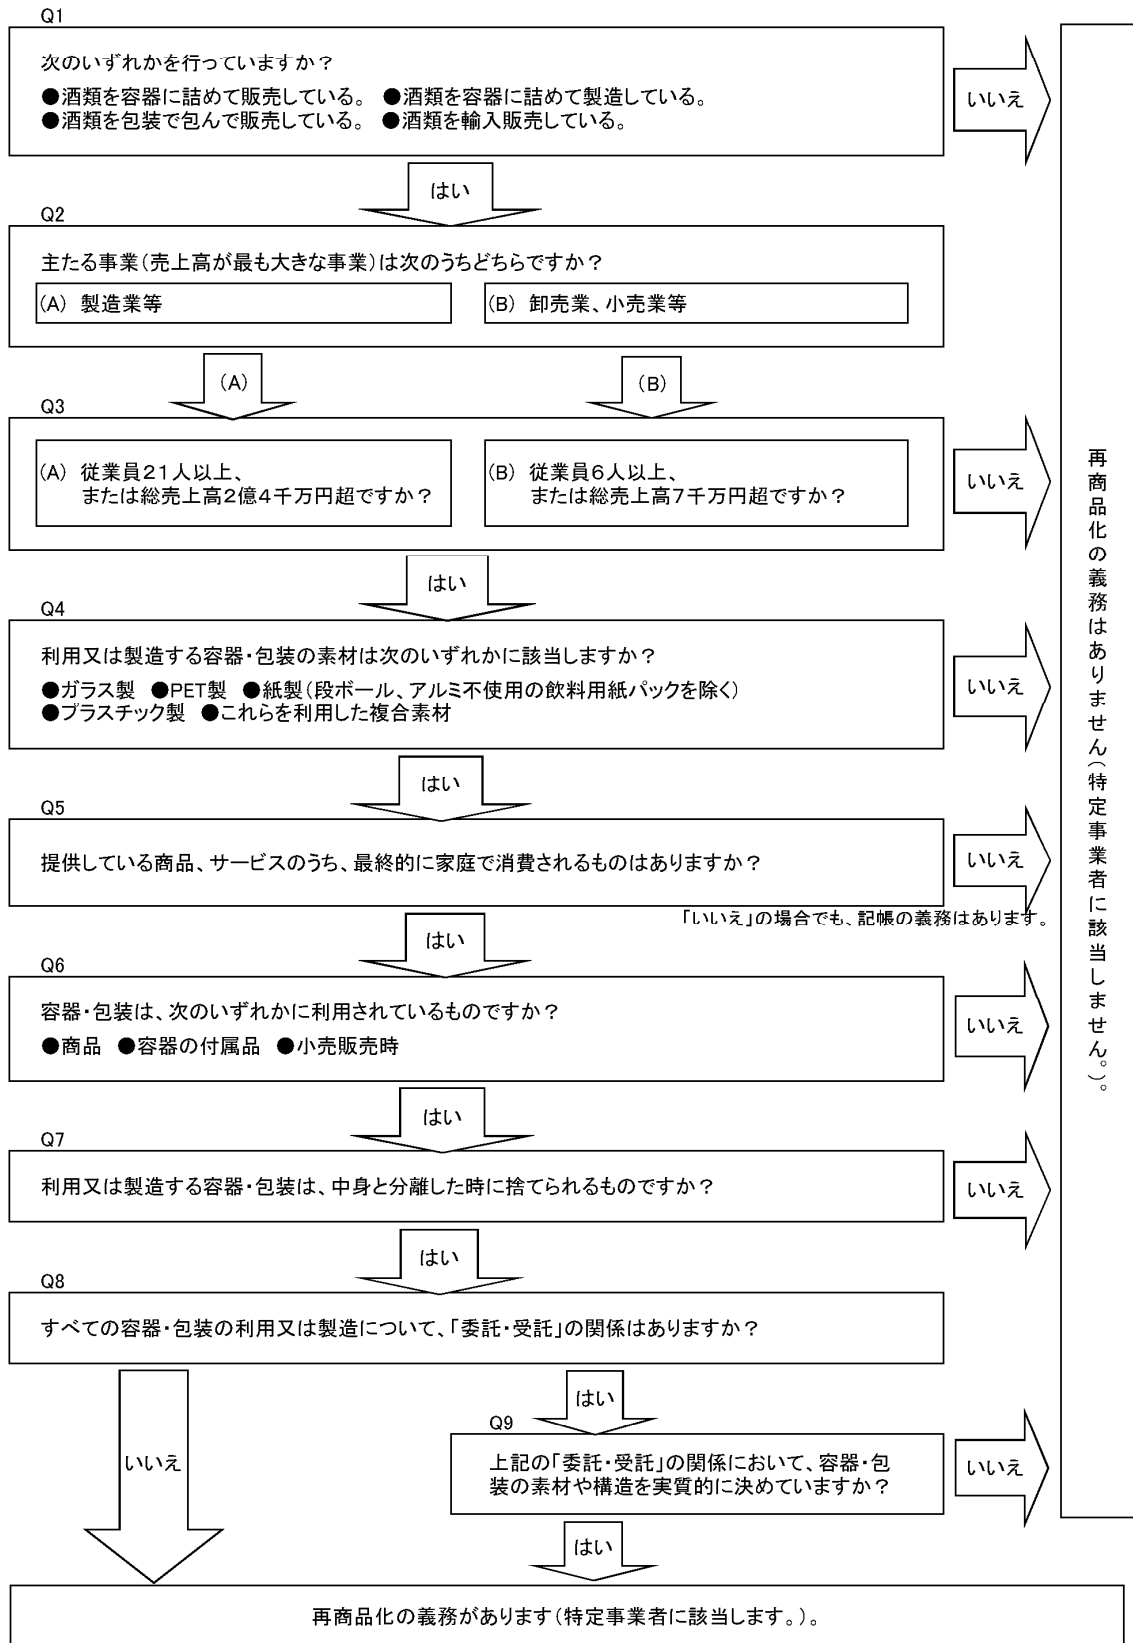 Q1
次のいずれかを行っていますか？
●酒類を容器に詰めて販売している。 ●酒類を容器に詰めて製造している。
●酒類を包装で包んで販売している。 ●酒類を輸入販売している。
いいえ
はい
Q2
主たる事業(売上高が最も大きな事業)は次のうちどちらですか？
(A) 製造業等
(B) 卸売業、小売業等
(A)
(B)
Q3
(A) 従業員２１人以上、
または総売上高２億４千万円超ですか？
(B) 従業員６人以上、
または総売上高７千万円超ですか？
いいえ
はい
Q4
利用又は製造する容器・包装の素材は次のいずれかに該当しますか？
●ガラス製 ●PET製 ●紙製(段ボール、アルミ不使用の飲料用紙パックを除く)
●プラスチック製 ●これらを利用した複合素材
いいえ
はい
Q5
提供している商品、サービスのうち、最終的に家庭で消費されるものはありますか？
いいえ
「いいえ」の場合でも、記帳の義務はあります。
はい
Q6
容器・包装は、次のいずれかに利用されているものですか？
●商品 ●容器の付属品 ●小売販売時
いいえ
はい
Q7
利用又は製造する容器・包装は、中身と分離した時に捨てられるものですか？
いいえ
はい
Q8
すべての容器・包装の利用又は製造について、「委託・受託」の関係はありますか？
いいえ
はい
Q9
上記の「委託・受託」の関係において、容器・包
装の素材や構造を実質的に決めていますか？
いいえ
はい
再商品化の義務があります(特定事業者に該当します。)。
再商品化の義務はありません(特定事業者に該当しません。)。